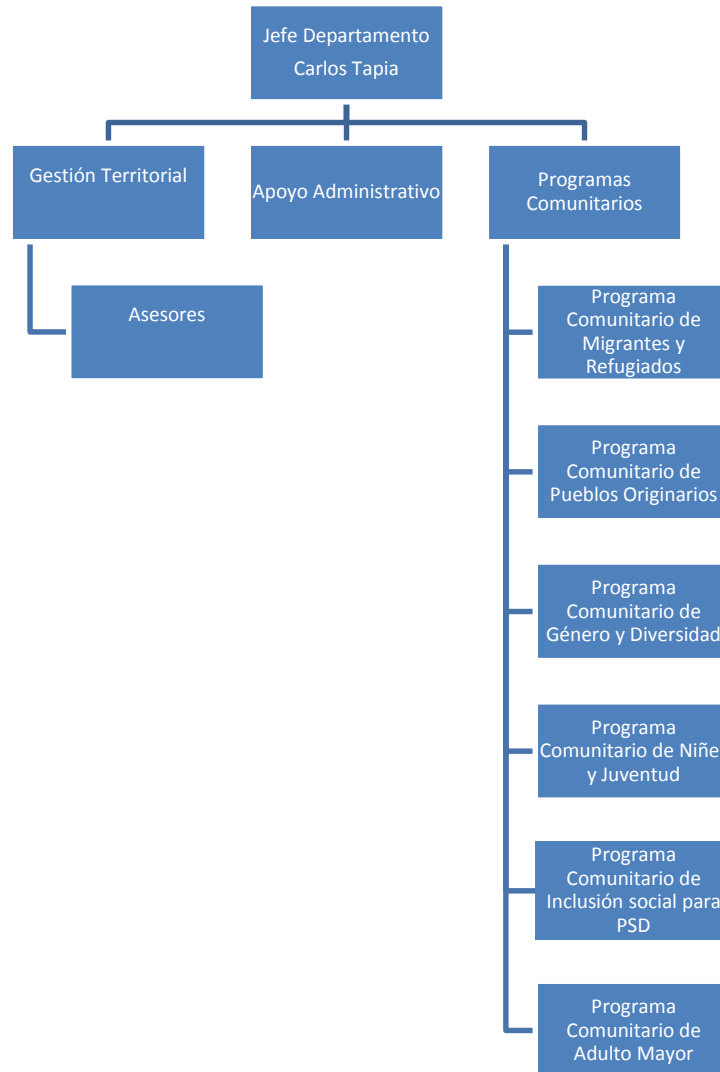 Jefe Departamento
Carlos Tapia
Gestión Territorial
Apoyo Administrativo
Programas
Comunitarios
Asesores
Programa
Comunitario de
Migrantes y
Refugiados
Programa
Comunitario de
Pueblos Originarios
Programa
Comunitario de
Género y Diversidad
Programa
Comunitario de Niñe
y Juventud
Programa
Comunitario de
Inclusión social para
PSD
Programa
Comunitario de
Adulto Mayor